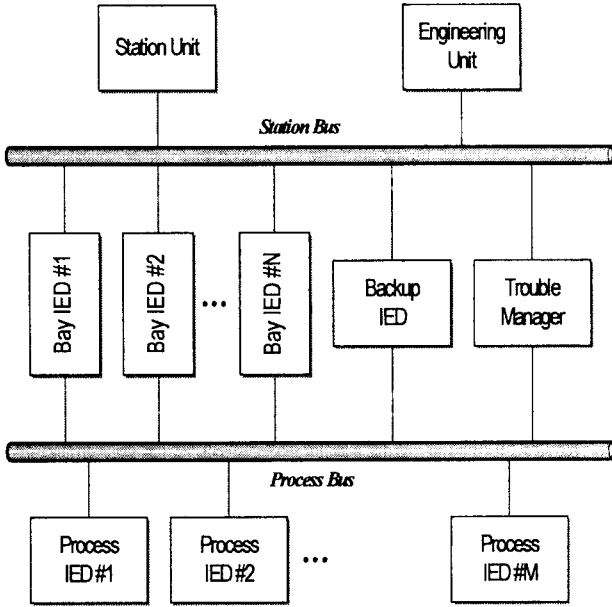 Station Unit
Engineering
Unit
Station Bus
Bay IED #1
Bay IED #2
...
Bay IED #N
Backup
IED
Trouble
Manager
Process Bus
Process
IED #1
Process
IED #2
...
Process
IED #M